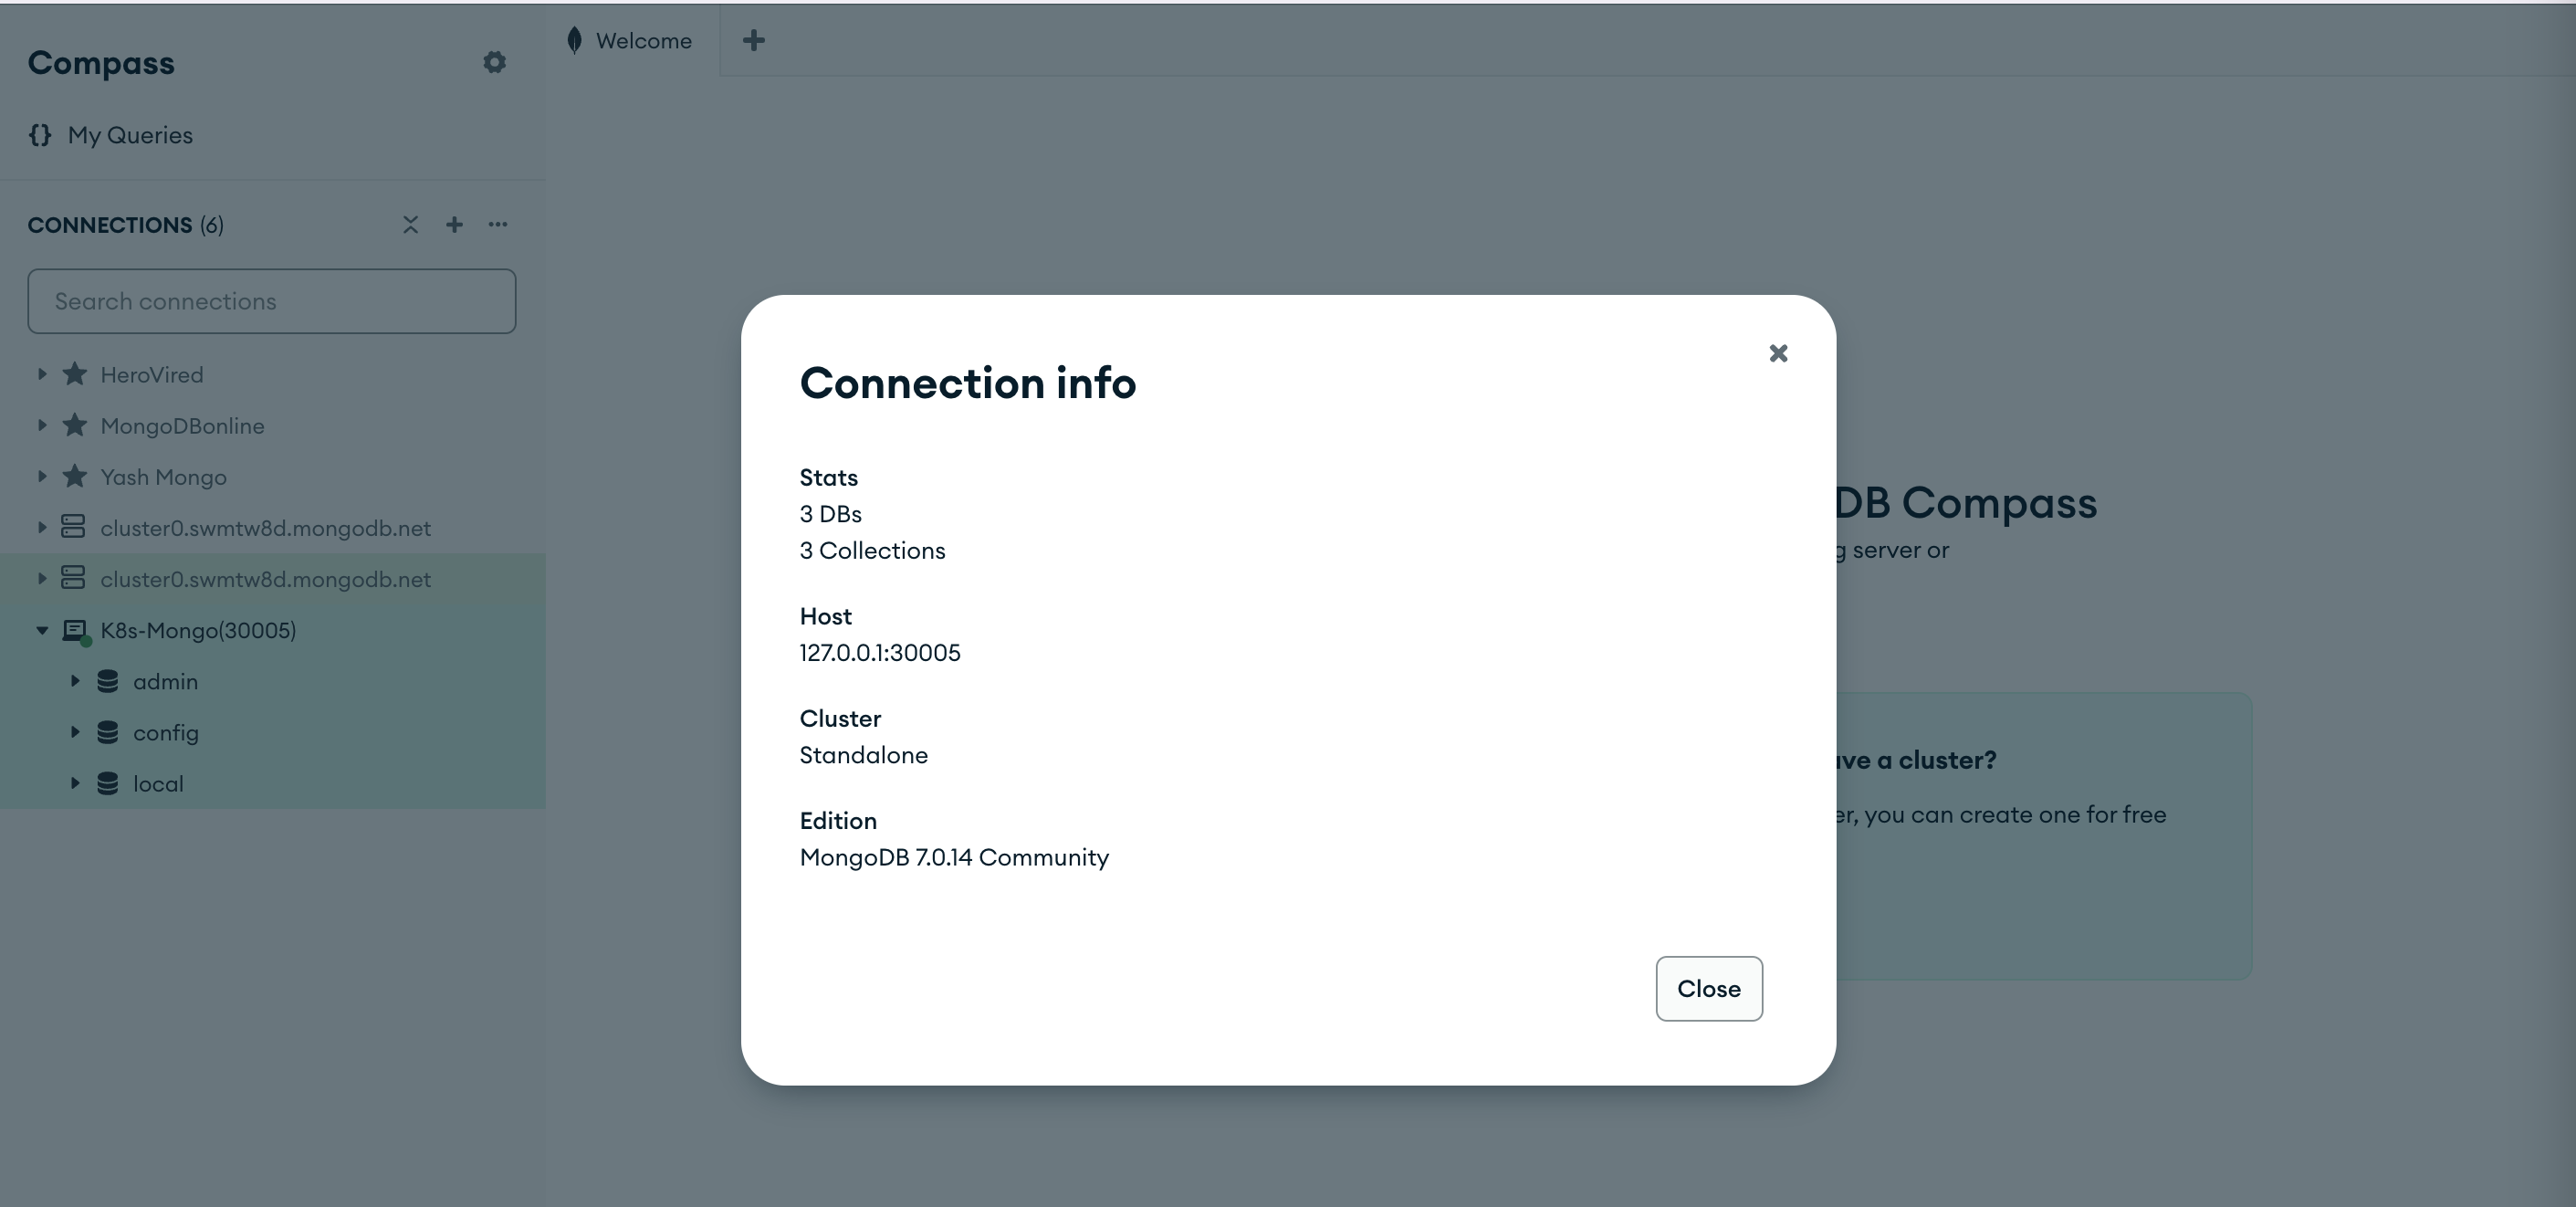 Compass
My Queries
CONNECTIONS (6)
Search connections
HeroVired
MongoDBonline
Yash Mongo
cluster0.swmtw8d.mongodb.net
cluster0.swmtw8d.mongodb.net
K8s-Mongo(30005)
admin
config
local
Welcome
DB Compass
g server or
ave a cluster?
er, you can create one for free
Connection info
Stats
3 DBs
3 Collections
Host
127.0.0.1:30005
Cluster
Standalone
Edition
MongoDB 7.0.14 Community
Close